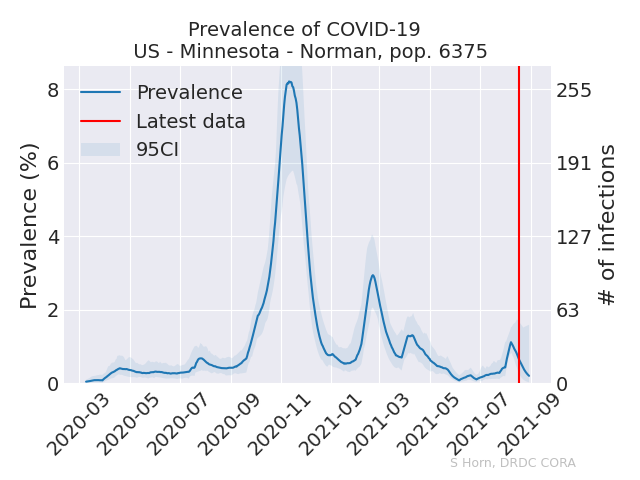 Prevalence of COVID-19
US - Minnesota - Norman, pop. 6375
Prevalence
Latest data
95CI
Prevalence (%)
8
6
4
2
0
# of infections
255
191
127
63
0
2020-03
2020-05
2020-07
2020-09
2020-11
2021-01
2021-03
2021-05
2021-07
2021-09
S Horn, DRDC CORA